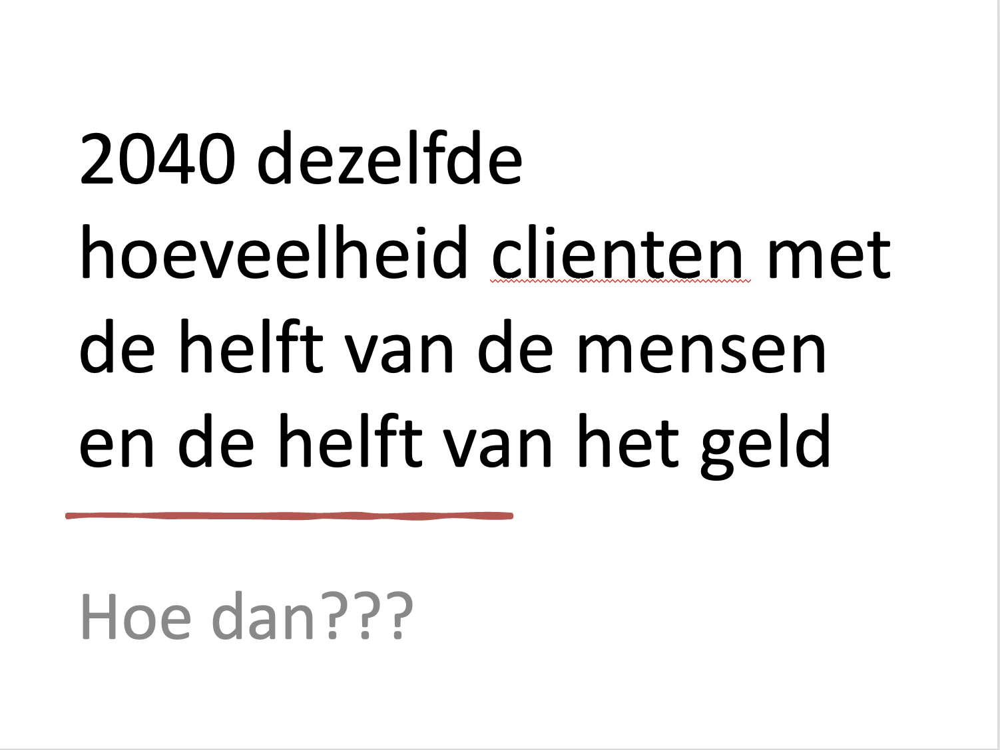 2040 dezelfde
hoeveelheid clienten met
de helft van de mensen
en de helft van het geld
Hoe dan???